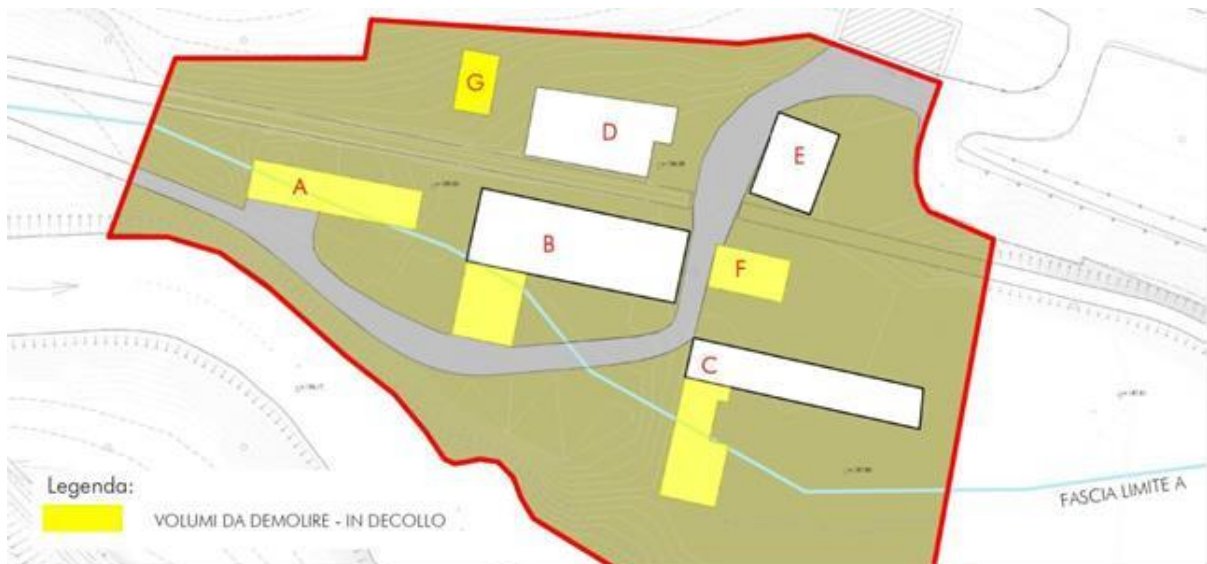 G
D
E
A
B
F
C
Legenda:
VOLUMI DA DEMOLIRE - IN DECOLLO
FASCIA LIMITE A